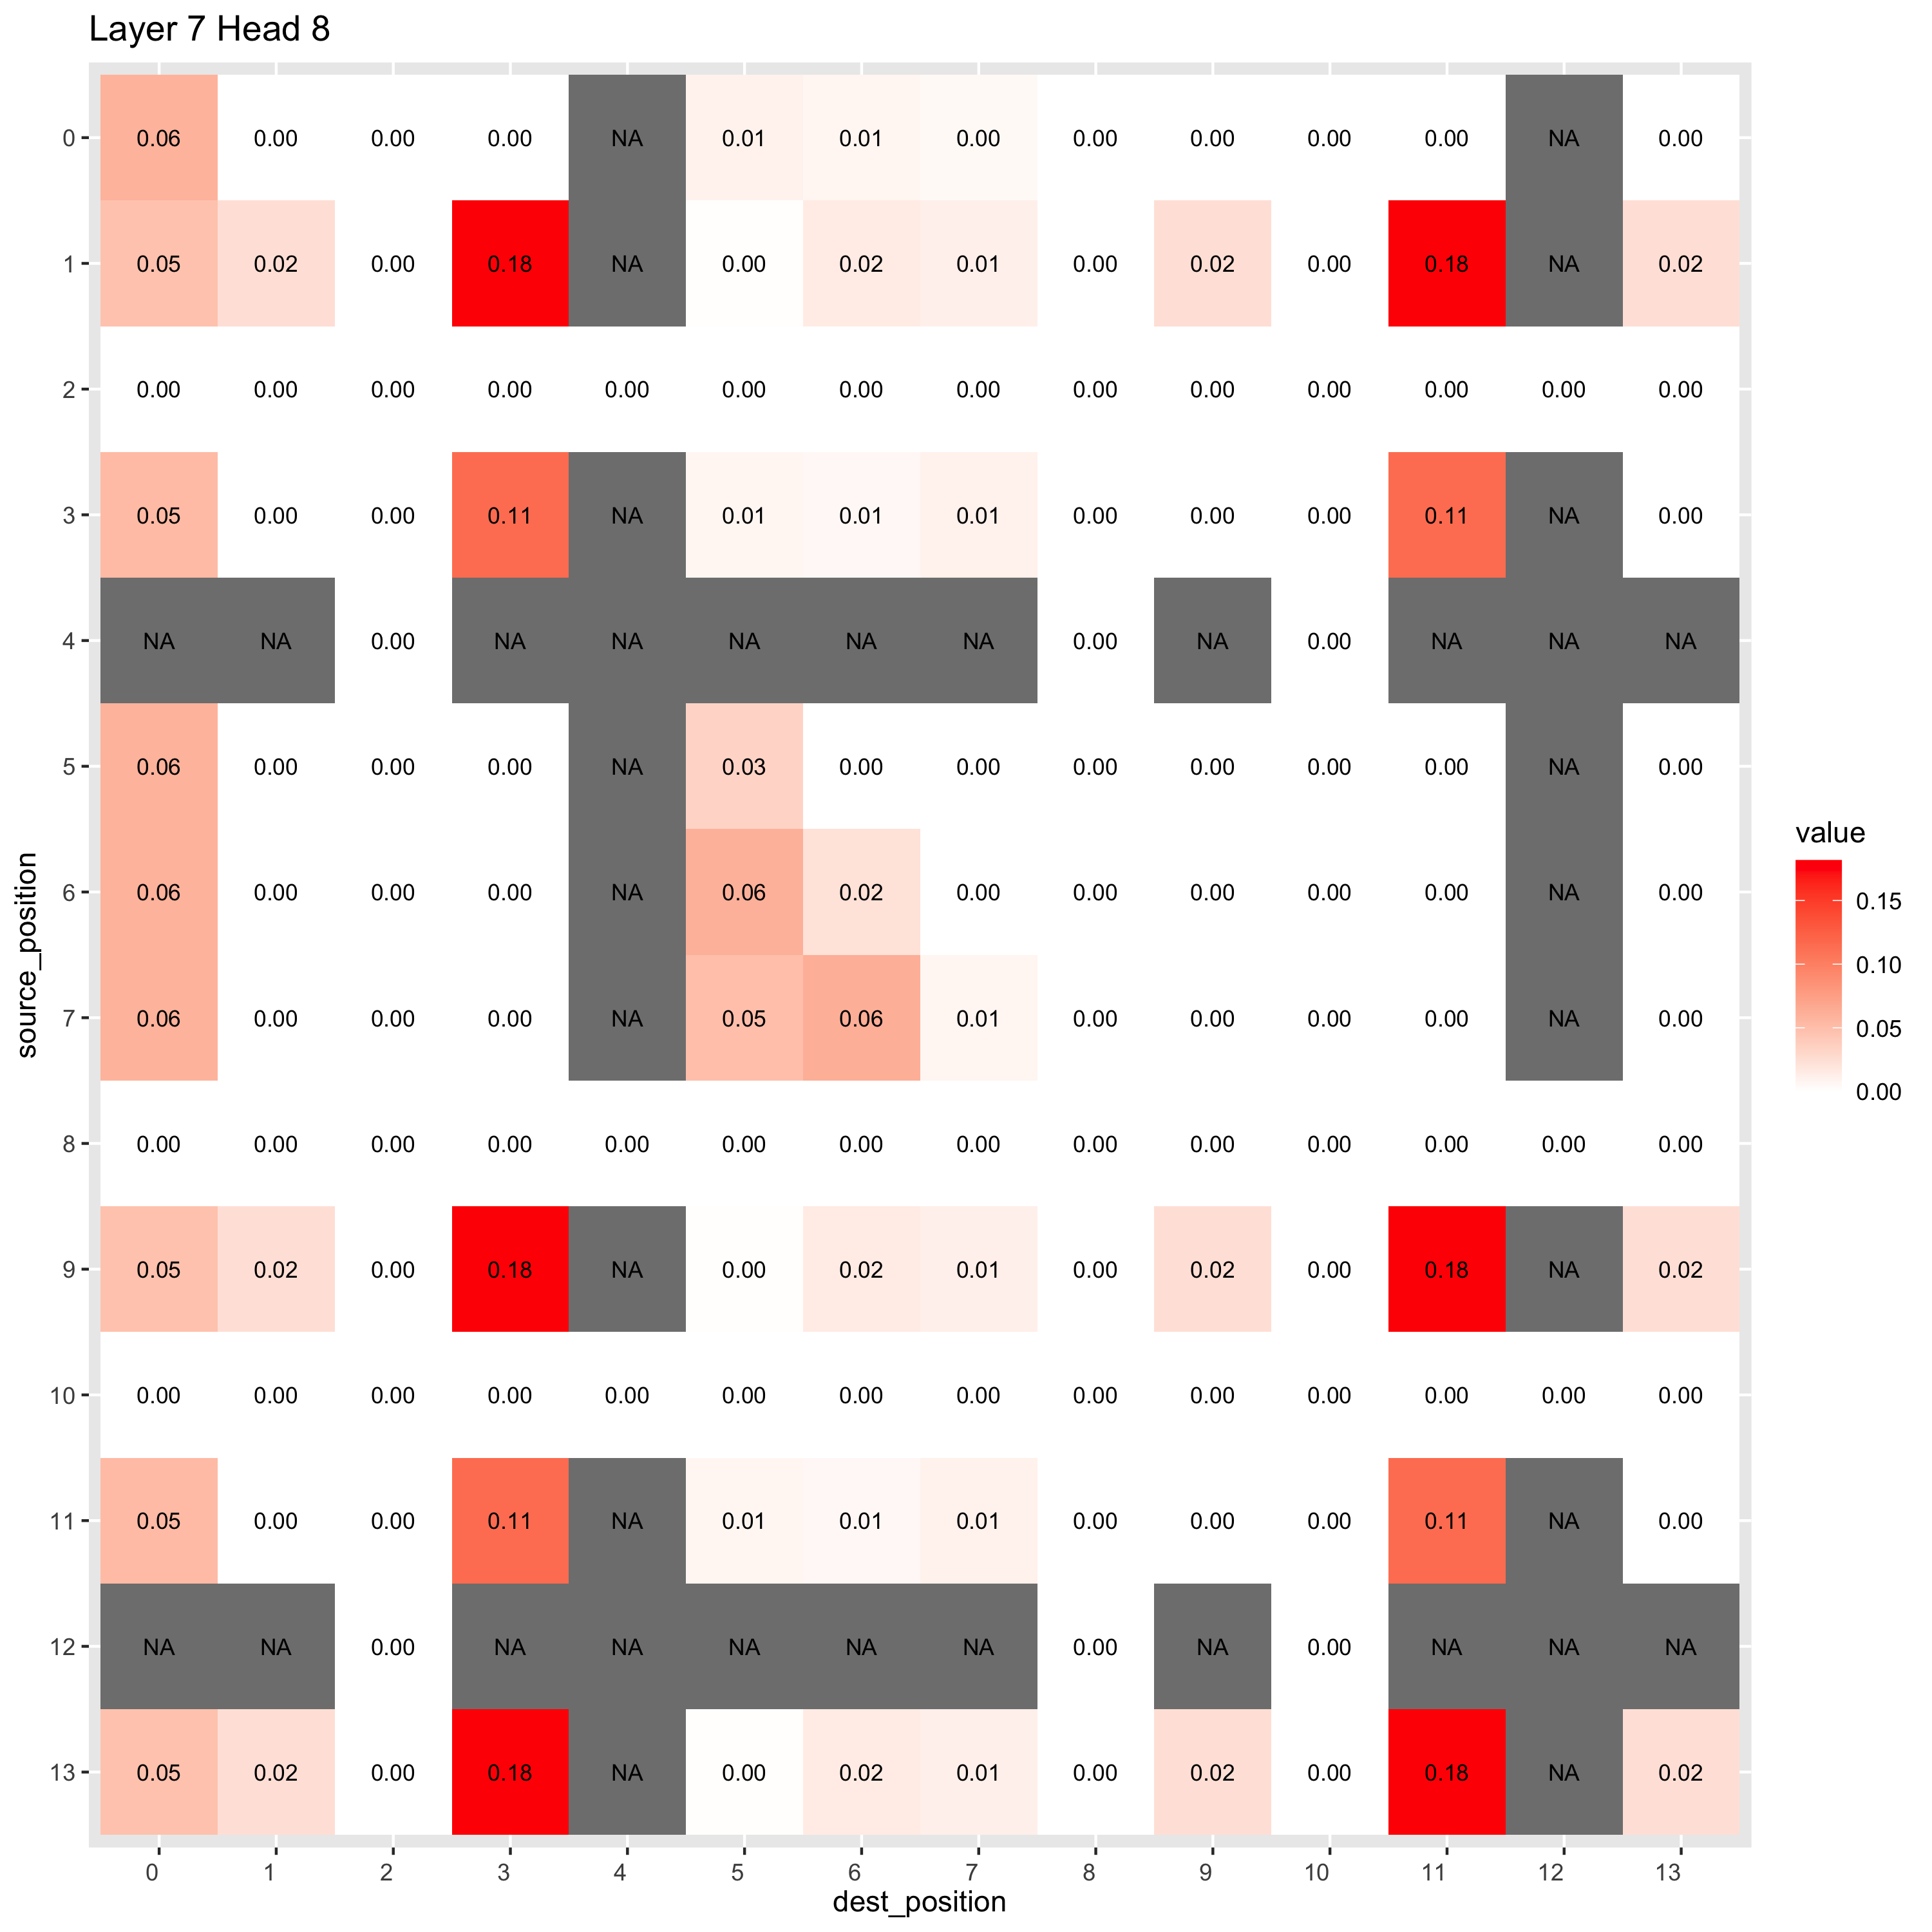 Layer 7 Head 8
0 0.06 0.00 0.00 0.00 NA 0.01 0.01 0.00 0.00 0.00 0.00 0.00 NA 0.00
1 0.05 0.02 0.00 0.18 NA 0.00 0.02 0.01 0.00 0.02 0.00 0.18 NA 0.02
2 0.00 0.00 0.00 0.00 0.00 0.00 0.00 0.00 0.00 0.00 0.00 0.00 0.00 0.00
3 0.05 0.00 0.00 0.11 NA 0.01 0.01 0.01 0.00 0.00 0.00 0.11 NA 0.00
4 NA NA 0.00 NA NA NA NA NA 0.00 NA 0.00 NA NA NA
5 0.06 0.00 0.00 0.00 NA 0.03 0.00 0.00 0.00 0.00 0.00 0.00 NA 0.00
6 0.06 0.00 0.00 0.00 NA 0.06 0.02 0.00 0.00 0.00 0.00 0.00 NA 0.00
7 0.06 0.00 0.00 0.00 NA 0.05 0.06 0.01 0.00 0.00 0.00 0.00 NA 0.00
8 0.00 0.00 0.00 0.00 0.00 0.00 0.00 0.00 0.00 0.00 0.00 0.00 0.00 0.00
9 0.05 0.02 0.00 0.18 NA 0.00 0.02 0.01 0.00 0.02 0.00 0.18 NA 0.02
10 0.00 0.00 0.00 0.00 0.00 0.00 0.00 0.00 0.00 0.00 0.00 0.00 0.00 0.00
11 0.05 0.00 0.00 0.11 NA 0.01 0.01 0.01 0.00 0.00 0.00 0.11 NA 0.00
12 NA NA 0.00 NA NA NA NA NA 0.00 NA 0.00 NA NA NA
13 0.05 0.02 0.00 0.18 NA 0.00 0.02 0.01 0.00 0.02 0.00 0.18 NA 0.02
0 1 2 3 4 5 6 7 8 9 10 11 12 13
dest_position
source_position
value
0.15
0.10
0.05
0.00